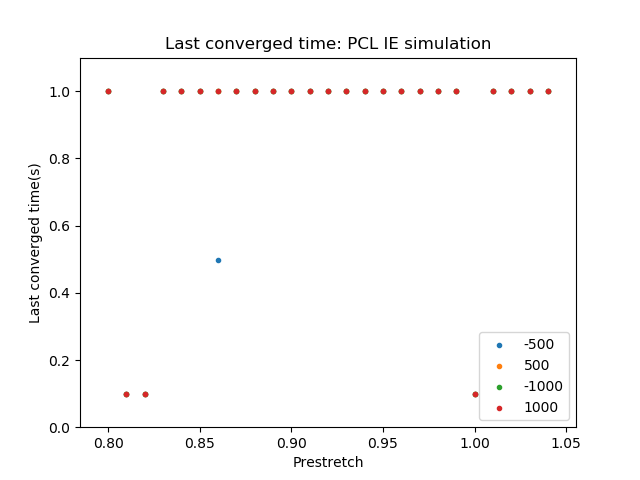 Last converged time: PCL IE simulation
Last converged time(s)
1.0
0.8
0.6
0.4
0.2
0.0
-500
500
-1000
1000
0.80 0.85 0.90 0.95 1.00 1.05
Prestretch